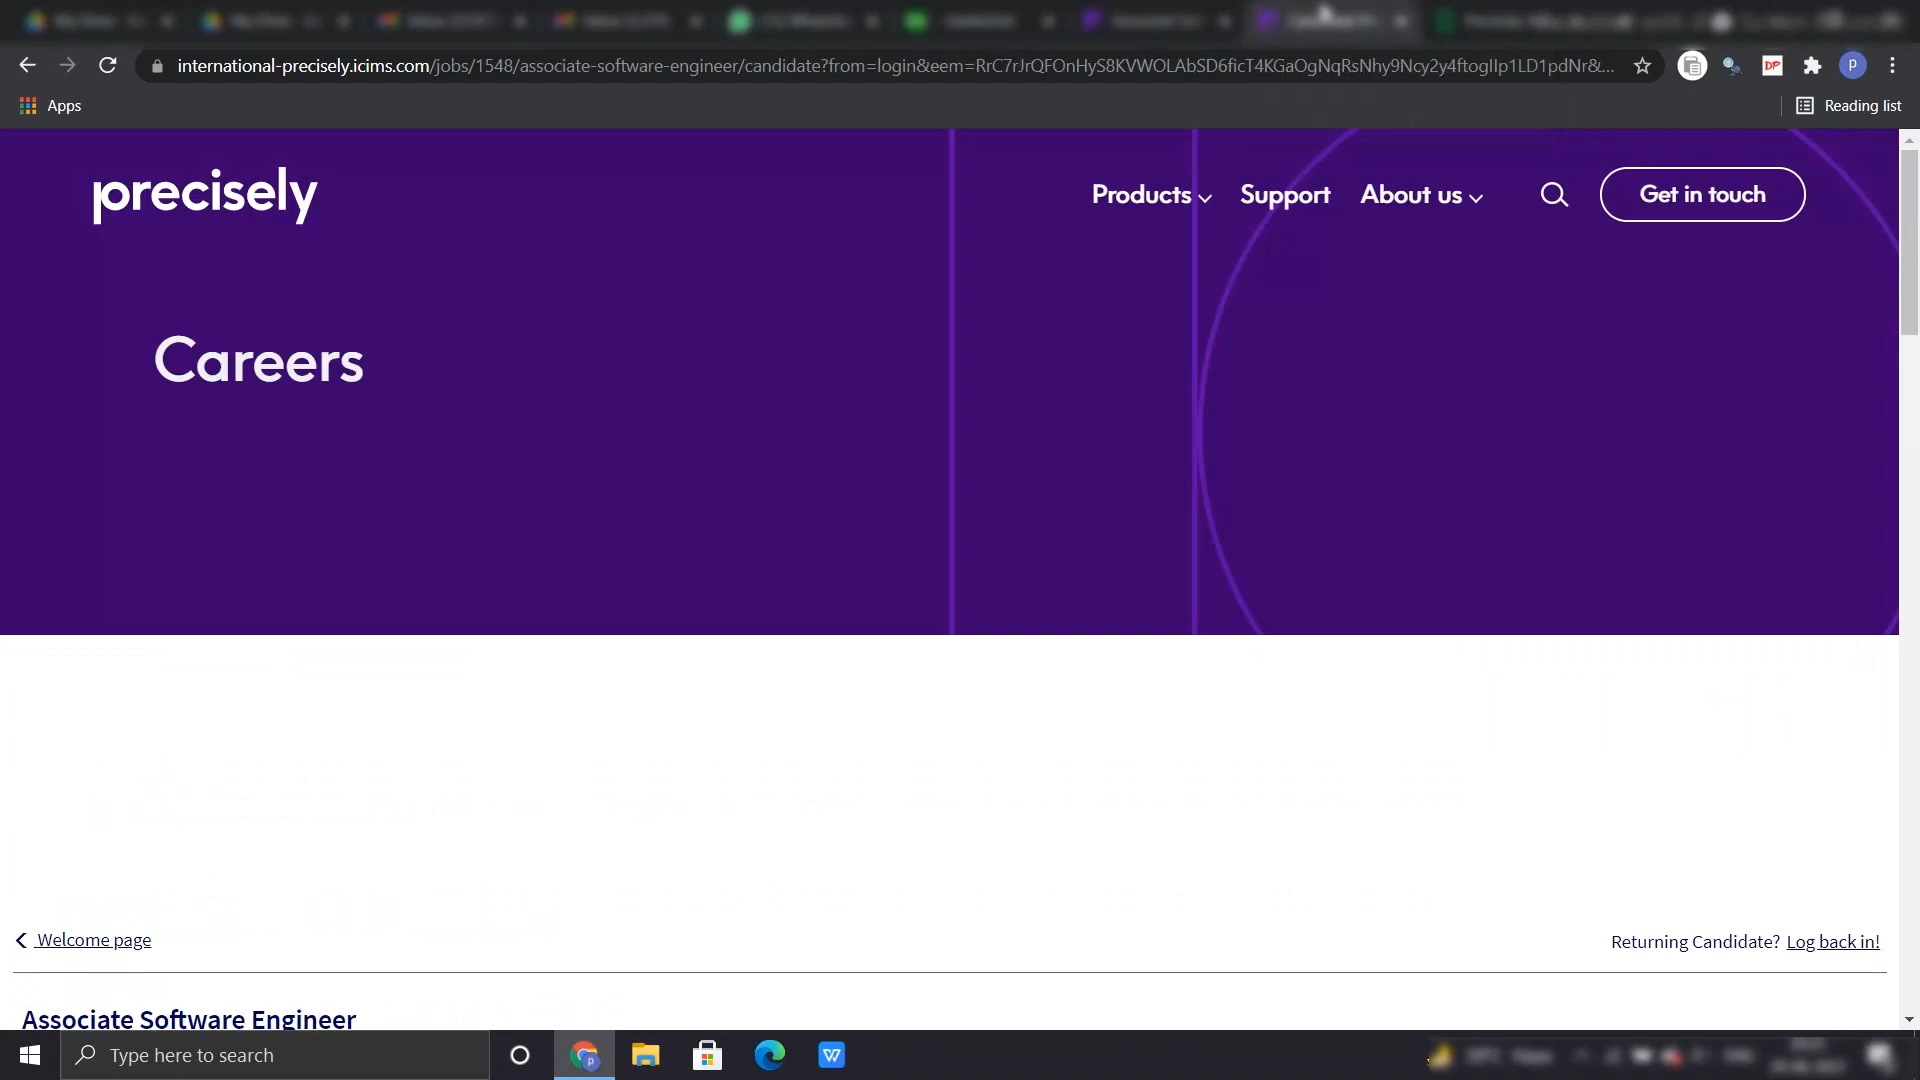 international-precisely.icims.com/jobs/1548/associate-software-engineer/candidate?from=login&eem=RrC7rJrQFOnHyS8KVWOLAbSD6ficT4KGaOgNqRsNhy9Ncy2y4ftogIIp1LD1pdNr&...
DP
P
Apps
Reading list
precisely
Products
Support
About us
Get in touch
Careers
Welcome page
Returning Candidate? Log back in!
Associate Software Engineer
Type here to search